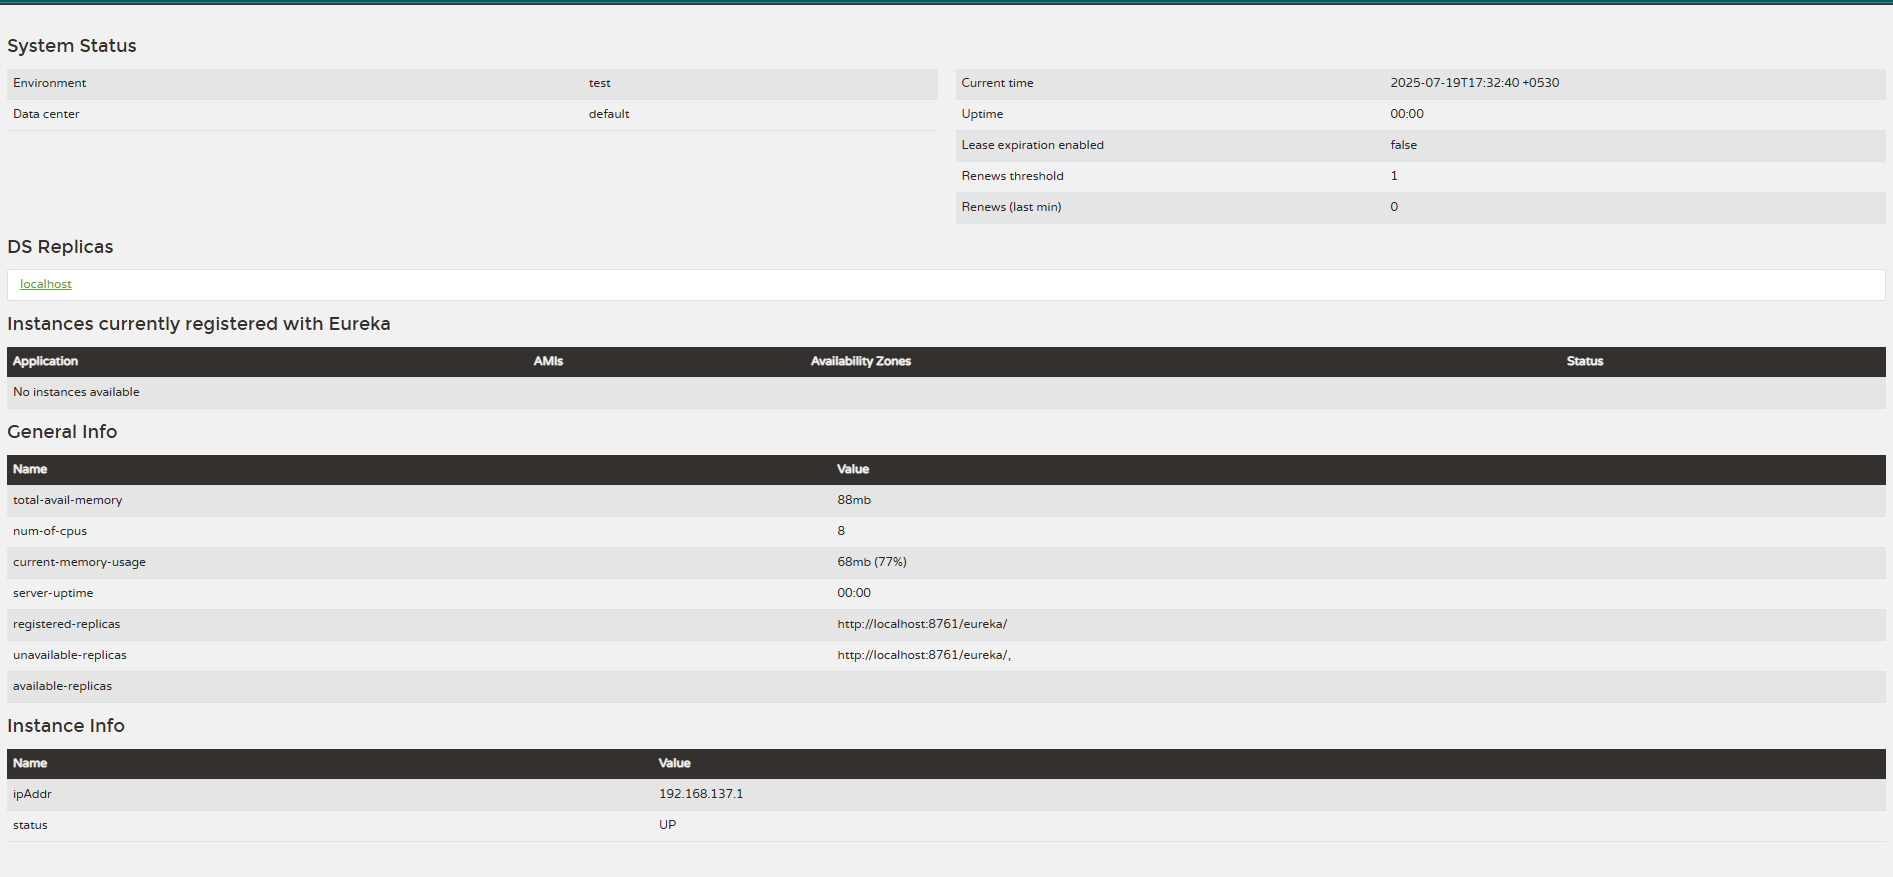 System Status
Environment test
Data center default
Current time 2025-07-19T17:32:40 +0530
Uptime 00:00
Lease expiration enabled false
Renews threshold 1
Renews (last min) 0
DS Replicas
localhost
Instances currently registered with Eureka
Application AMIs Availability Zones Status
No instances available
General Info
Name Value
total-avail-memory 88mb
num-of-cpus 8
current-memory-usage 68mb (77%)
server-uptime 00:00
registered-replicas http://localhost:8761/eureka/
unavailable-replicas http://localhost:8761/eureka/,
available-replicas
Instance Info
Name Value
ipAddr 192.168.137.1
status UP